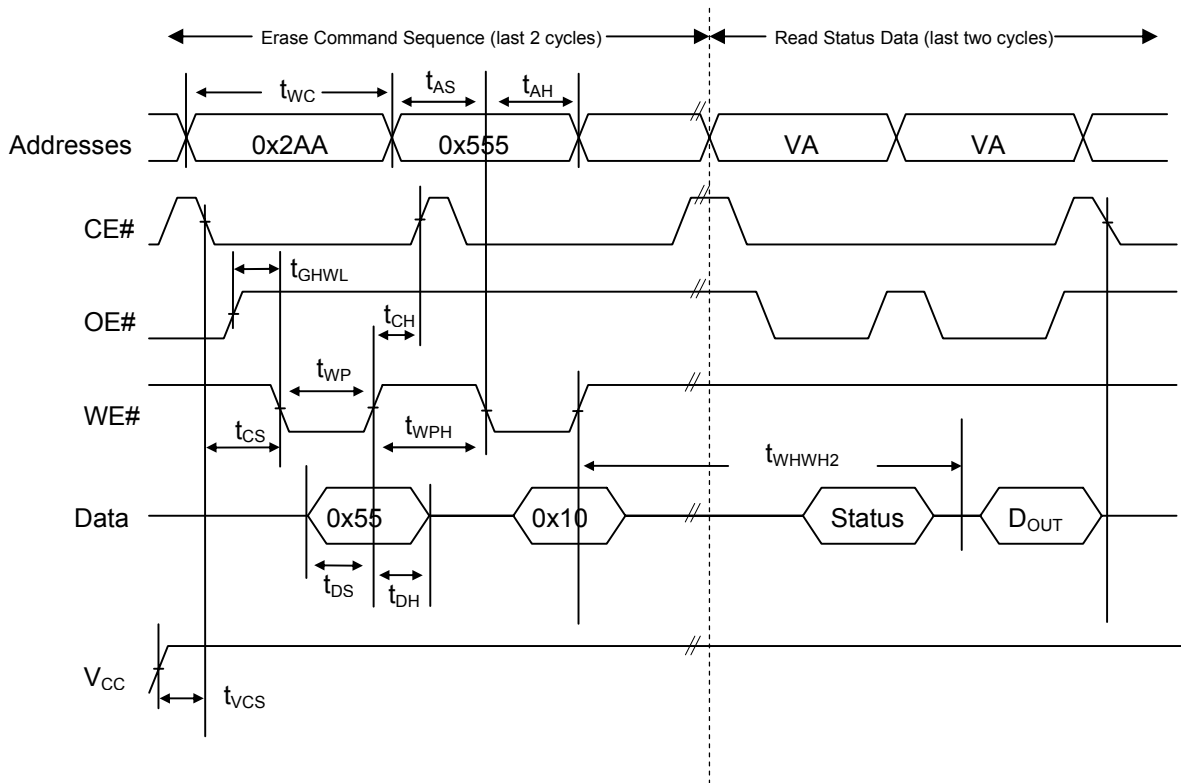 Erase Command Sequence (last 2 cycles)
Read Status Data (last two cycles)
tWC
tAS
tAH
Addresses
0x2AA
0x555
VA
VA
CE#
tGHWL
OE#
tCH
tWP
WE#
tCS
tWPH
tWHWH2
Data
0x55
0x10
Status
DOUT
tDS
tDH
VCC
tVCS